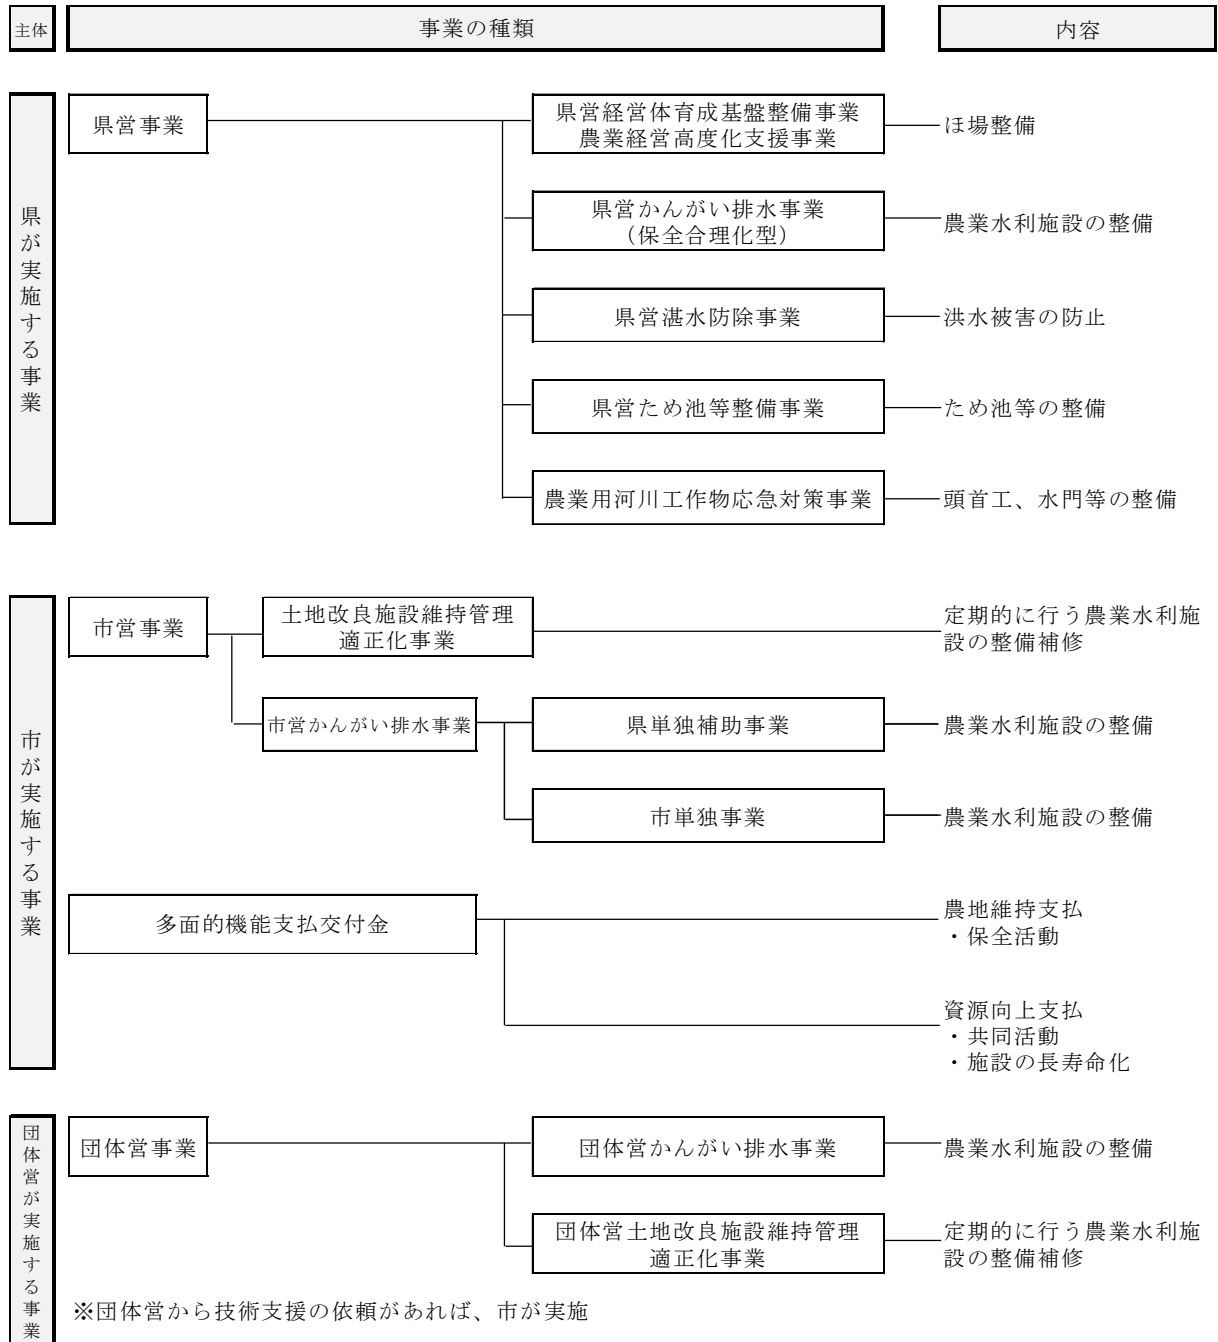 主体
事業の種類
内容
県が実施する事業
県営事業
県営経営体育成基盤整備事業
農業経営高度化支援事業
ほ場整備
県営かんがい排水事業
（保全合理化型）
農業水利施設の整備
県営湛水防除事業
洪水被害の防止
県営ため池等整備事業
ため池等の整備
農業用河川工作物応急対策事業
頭首工、水門等の整備
市が実施する事業
市営事業
土地改良施設維持管理
適正化事業
定期的に行う農業水利施
設の整備補修
市営かんがい排水事業
県単独補助事業
農業水利施設の整備
市単独事業
農業水利施設の整備
多面的機能支払交付金
農地維持支払
・保全活動
資源向上支払
・共同活動
・施設の長寿命化
団体営が実施する事業
団体営事業
団体営かんがい排水事業
農業水利施設の整備
団体営土地改良施設維持管理
適正化事業
定期的に行う農業水利施
設の整備補修
※団体営から技術支援の依頼があれば、市が実施